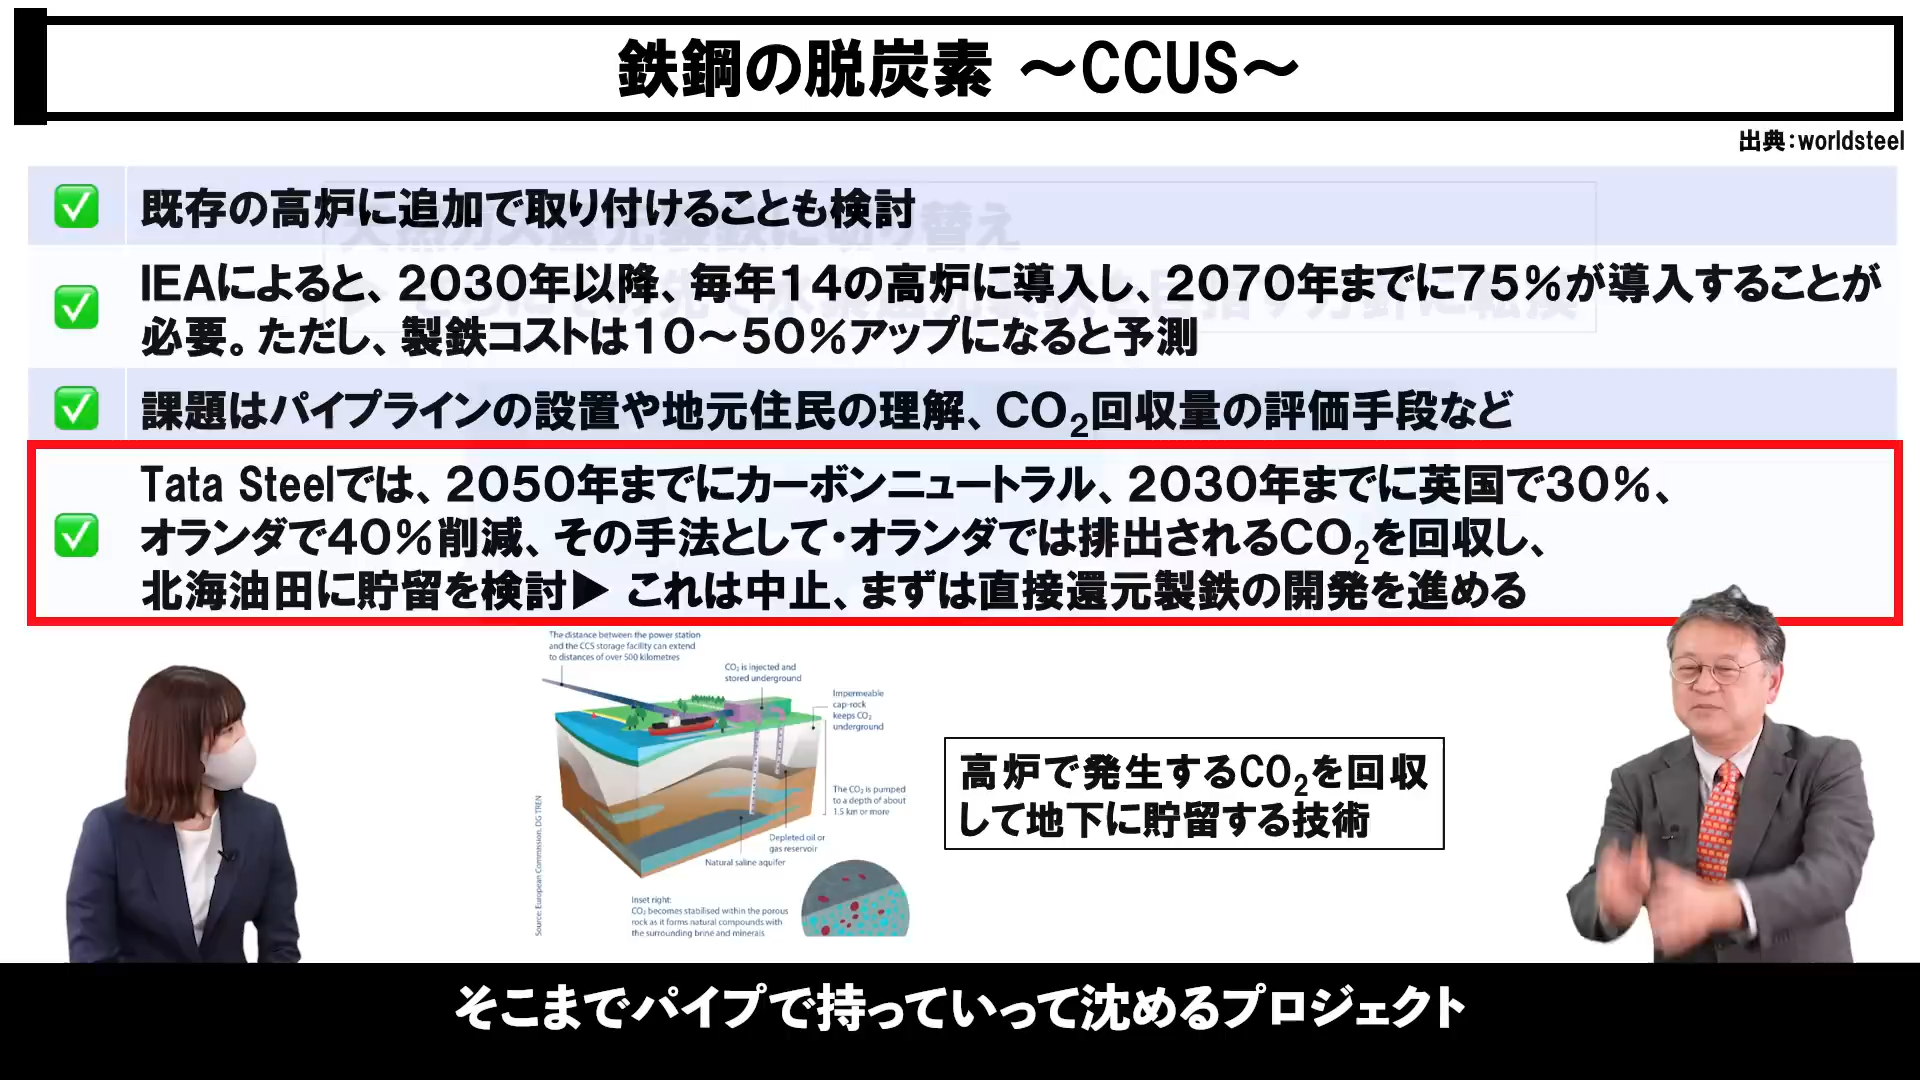 鉄鋼の脱炭素 ～CCUS～
出典：worldsteel
既存の高炉に追加で取り付けることも検討
IEAによると、2030年以降、毎年14の高炉に導入し、2070年までに75％が導入することが
必要。ただし、製鉄コストは10～50％アップになると予測
課題はパイプラインの設置や地元住民の理解、CO₂回収量の評価手段など
Tata Steelでは、2050年までにカーボンニュートラル、2030年までに英国で30％、
オランダで40％削減、その手法として・オランダでは排出されるCO₂を回収し、
北海油田に貯留を検討▶ これは中止、まずは直接還元製鉄の開発を進める
The distance between the power station
and the CCS storage facility can extend
to distances of over 500 kilometres
CO₂ is injected and
stored underground
Impermeable
cap-rock
keeps CO₂
underground
The CO₂ is pumped
to a depth of about
1.5 km or more
Depleted oil or
gas reservoir
Natural saline aquifer
Inset right:
CO₂ becomes stabilised within the porous
rock as it forms natural compounds with
the surrounding brine and minerals
Source: European Commission, DG TREN
高炉で発生するCO₂を回収
して地下に貯留する技術
そこまでパイプで持っていって沈めるプロジェクト